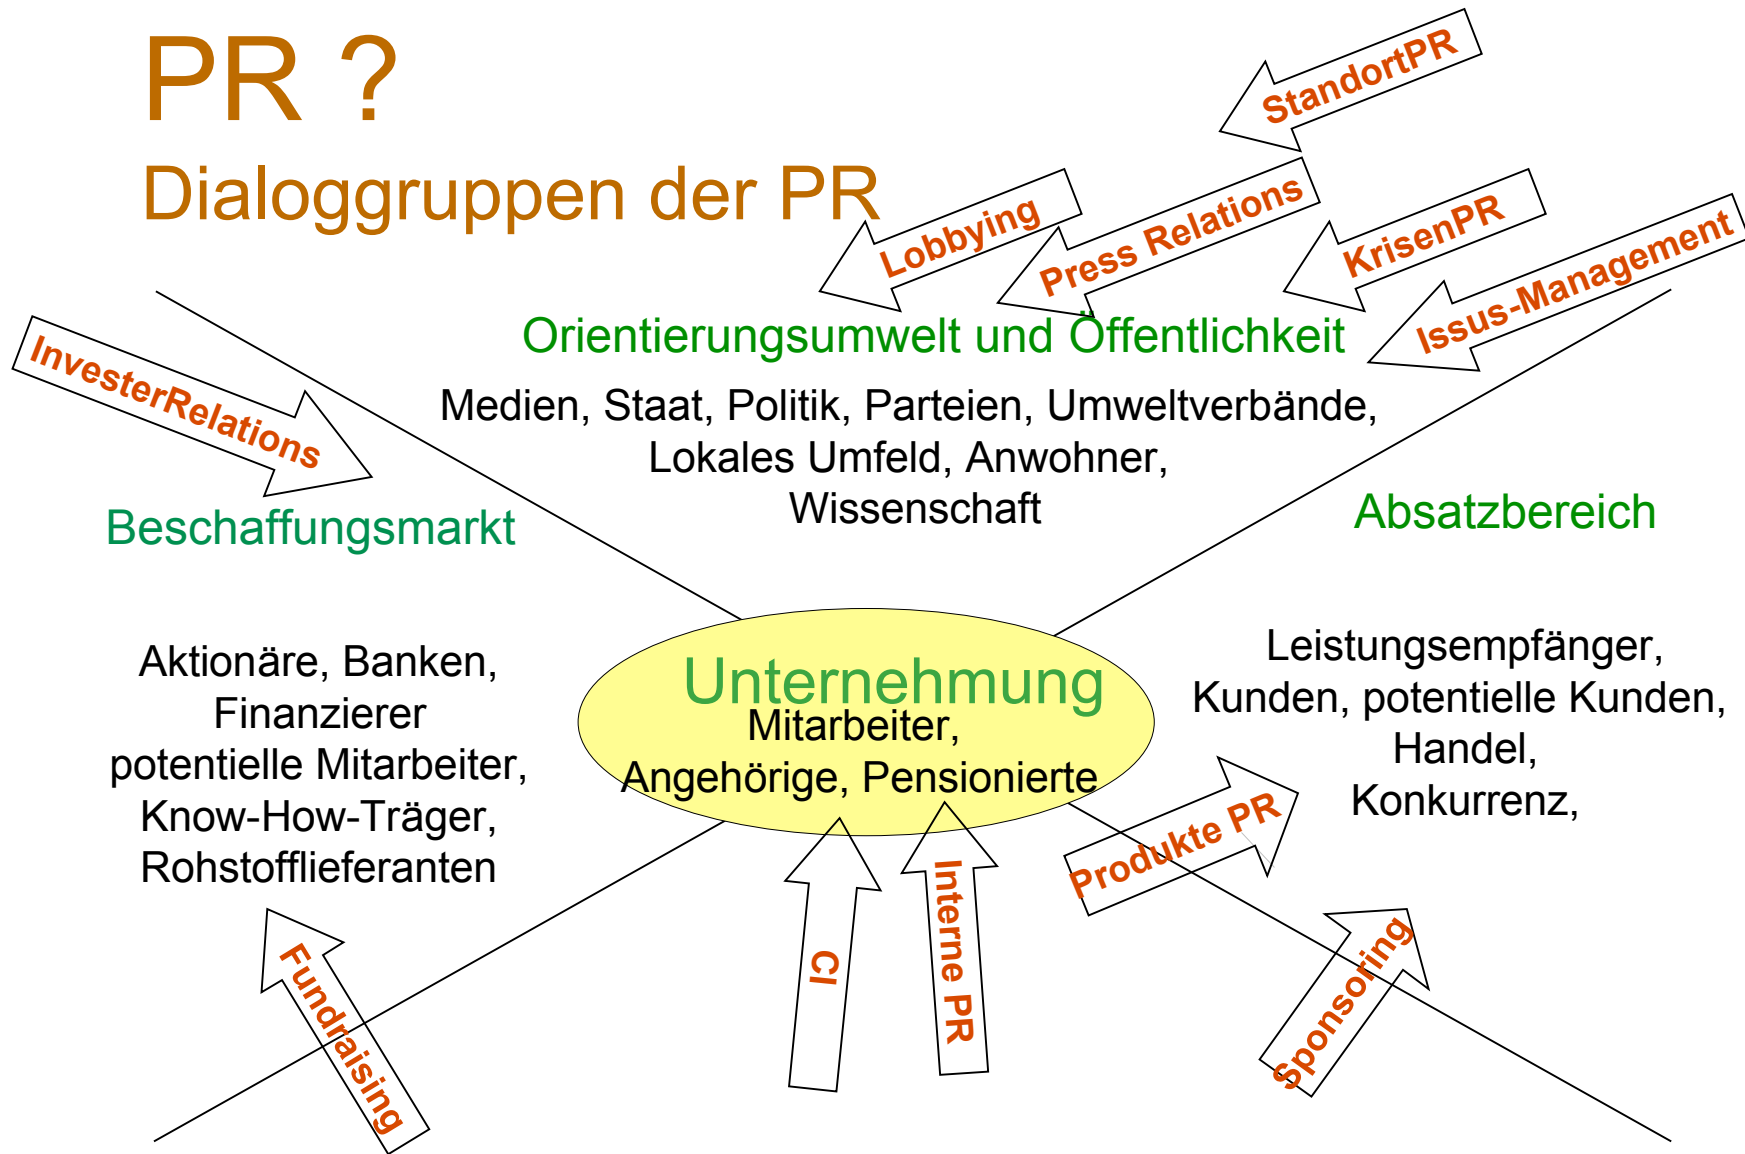 PR ?
Dialoggruppen der PR
StandortPR
Lobbying
Press Relations
KrisenPR
Issus-Management
InvesterRelations
Orientierungsumwelt und Öffentlichkeit
Medien, Staat, Politik, Parteien, Umweltverbände,
Lokales Umfeld, Anwohner,
Wissenschaft
Beschaffungsmarkt
Absatzbereich
Aktionäre, Banken,
Finanzierer
potentielle Mitarbeiter,
Know-How-Träger,
Rohstofflieferanten
Unternehmung
Mitarbeiter,
Angehörige, Pensionierte
Leistungsempfänger,
Kunden, potentielle Kunden,
Handel,
Konkurrenz,
Produkte PR
Fundraising
CI
Interne PR
Sponsoring